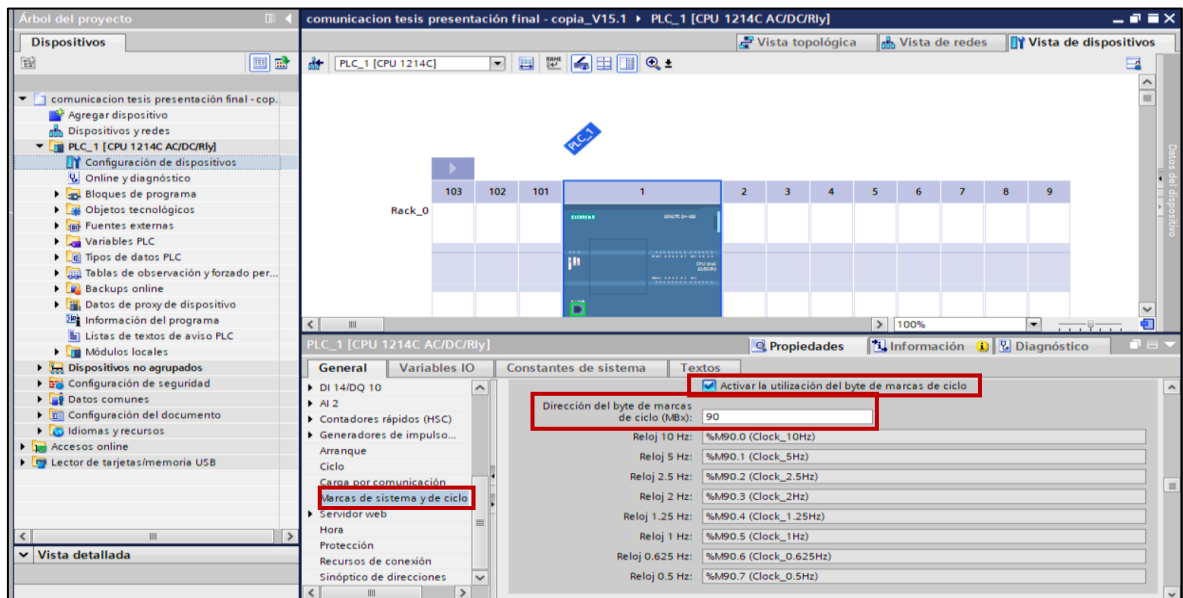 Árbol del proyecto
comunicacion tesis presentación final - copia_V15.1 ▸ PLC_1 [CPU 1214C AC/DC/Rly]
Dispositivos
Vista topológica
Vista de redes
Vista de dispositivos
PLC_1 [CPU 1214C]
comunicacion tesis presentación final - cop..
Agregar dispositivo
Dispositivos y redes
PLC_1 [CPU 1214C AC/DC/Rly]
Configuración de dispositivos
Online y diagnóstico
Bloques de programa
Objetos tecnológicos
Fuentes externas
Variables PLC
Tipos de datos PLC
Tablas de observación y forzado per...
Backups online
Datos de proxy de dispositivo
Información del programa
Listas de textos de aviso PLC
Módulos locales
Dispositivos no agrupados
Configuración de seguridad
Datos comunes
Configuración del documento
Idiomas y recursos
Accesos online
Lector de tarjetas/memoria USB
Vista detallada
PLC_1
103 102 101 1 2 3 4 5 6 7 8 9
Rack_0
SIEMENS
100%
Datos del dispositivo
PLC_1 [CPU 1214C AC/DC/Rly]
Propiedades
Información
Diagnóstico
General
Variables IO
Constantes de sistema
Textos
DI 14/DQ 10
AI 2
Contadores rápidos (HSC)
Generadores de impulso...
Arranque
Ciclo
Carga por comunicación
Marcas de sistema y de ciclo
Servidor web
Hora
Protección
Recursos de conexión
Sinóptico de direcciones
Activar la utilización del byte de marcas de ciclo
Dirección del byte de marcas
de ciclo (MBx): 90
Reloj 10 Hz: %M90.0 (Clock_10Hz)
Reloj 5 Hz: %M90.1 (Clock_5Hz)
Reloj 2.5 Hz: %M90.2 (Clock_2.5Hz)
Reloj 2 Hz: %M90.3 (Clock_2Hz)
Reloj 1.25 Hz: %M90.4 (Clock_1.25Hz)
Reloj 1 Hz: %M90.5 (Clock_1Hz)
Reloj 0.625 Hz: %M90.6 (Clock_0.625Hz)
Reloj 0.5 Hz: %M90.7 (Clock_0.5Hz)